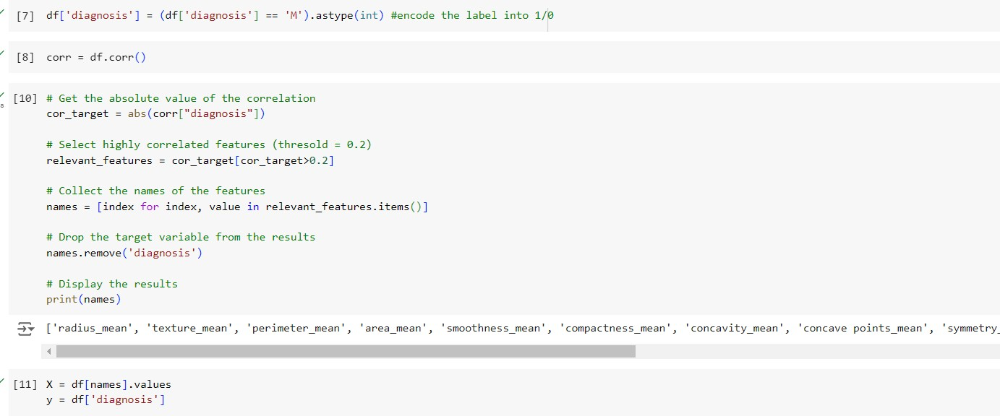 [7] df['diagnosis'] = (df['diagnosis'] == 'M').astype(int) #encode the label into 1/0
[8] corr = df.corr()
[10] # Get the absolute value of the correlation
cor_target = abs(corr["diagnosis"])
# Select highly correlated features (thresold = 0.2)
relevant_features = cor_target[cor_target>0.2]
# Collect the names of the features
names = [index for index, value in relevant_features.items()]
# Drop the target variable from the results
names.remove('diagnosis')
# Display the results
print(names)
['radius_mean', 'texture_mean', 'perimeter_mean', 'area_mean', 'smoothness_mean', 'compactness_mean', 'concavity_mean', 'concave points_mean', 'symmetry_
[11] X = df[names].values
y = df['diagnosis']